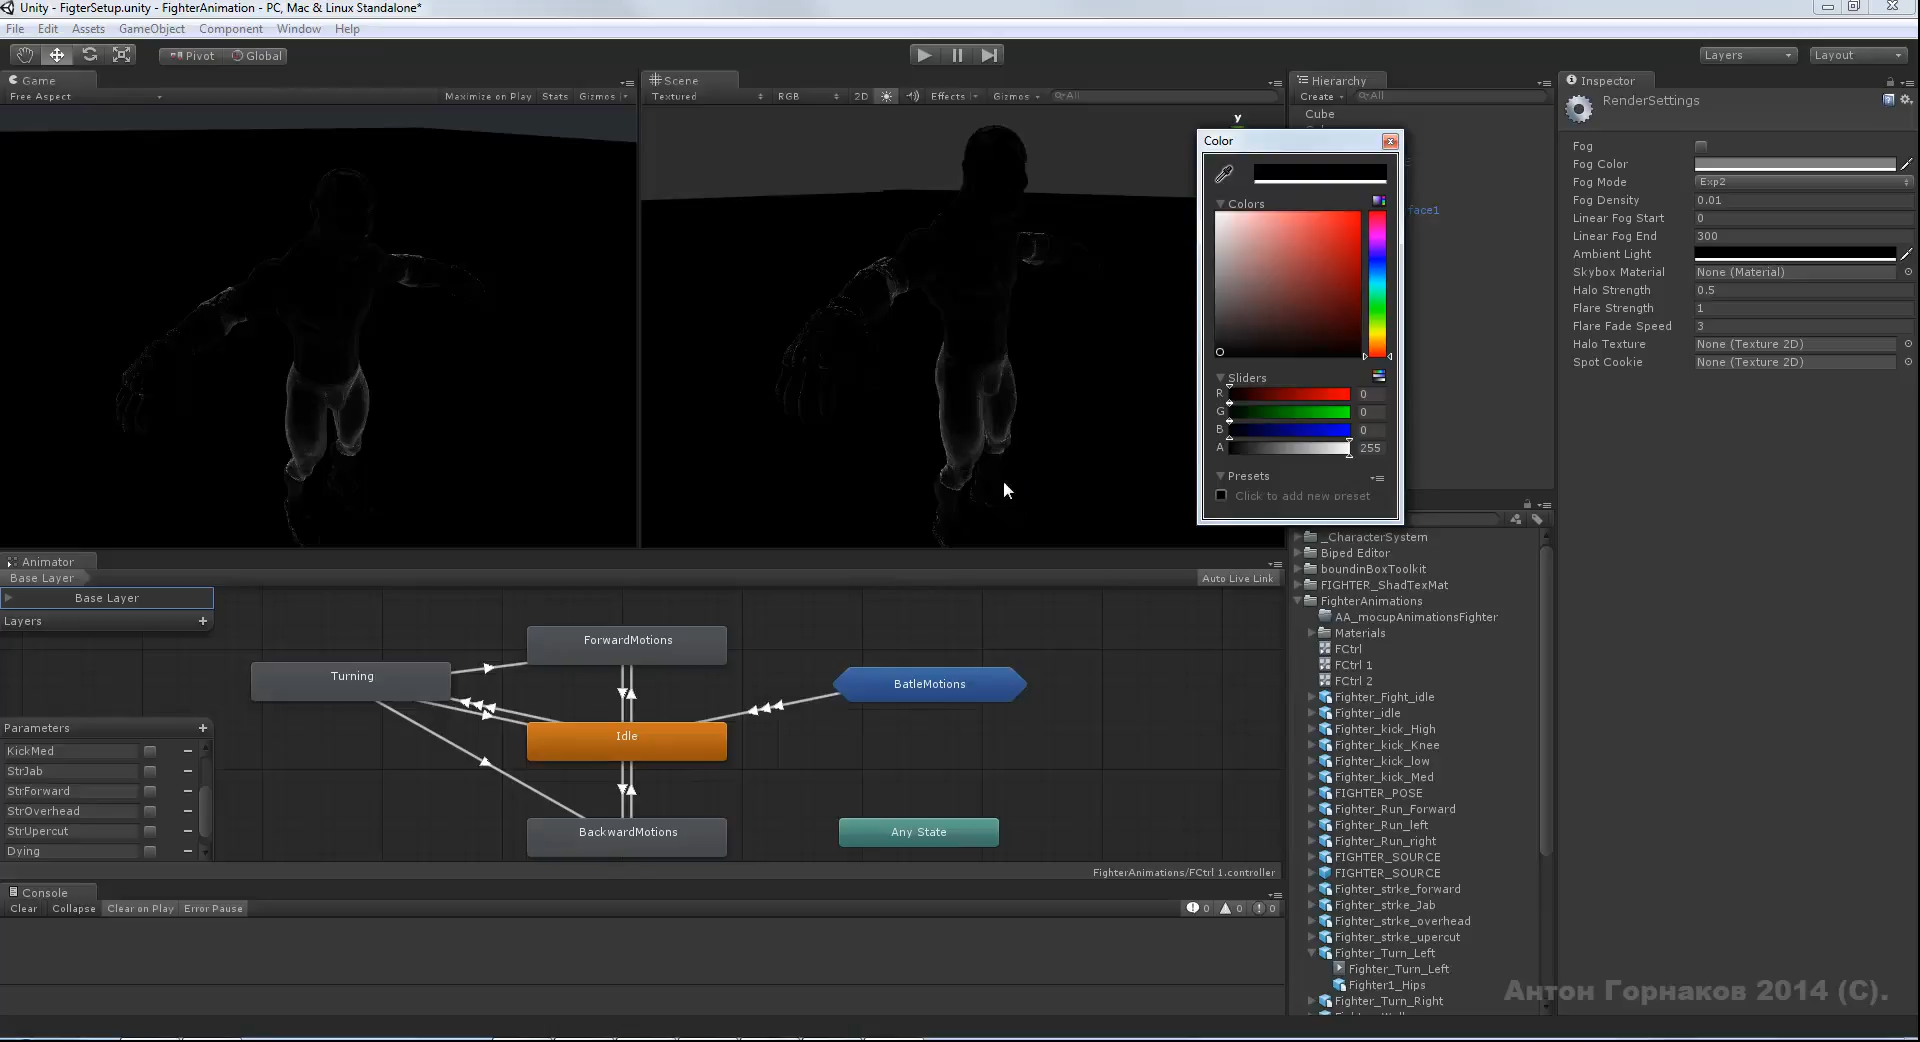 Unity - FigterSetup.unity - FighterAnimation - PC, Mac & Linux Standalone*
File Edit Assets GameObject Component Window Help
Pivot Global
Layers Layout
Game
Free Aspect Maximize on Play Stats Gizmos
Scene
Textured RGB 2D Effects Gizmos All
y
Hierarchy
Create All
Cube
face1
Inspector
RenderSettings
Fog
Fog Color
Fog Mode Exp2
Fog Density 0.01
Linear Fog Start 0
Linear Fog End 300
Ambient Light
Skybox Material None (Material)
Halo Strength 0.5
Flare Strength 1
Flare Fade Speed 3
Halo Texture None (Texture 2D)
Spot Cookie None (Texture 2D)
Color
Colors
Sliders
R 0
G 0
B 0
A 255
Presets
Click to add new preset
Animator
Base Layer
Auto Live Link
Base Layer
Layers
ForwardMotions
Turning
BatleMotions
Idle
BackwardMotions
Any State
Parameters
KickMed
StrJab
StrForward
StrOverhead
StrUpercut
Dying
FighterAnimations/FCtrl 1.controller
Console
Clear Collapse Clear on Play Error Pause
0 0 0
_CharacterSystem
Biped Editor
boundinBoxToolkit
FIGHTER_ShadTexMat
FighterAnimations
AA_mocupAnimationsFighter
Materials
FCtrl
FCtrl 1
FCtrl 2
Fighter_Fight_idle
Fighter_idle
Fighter_kick_High
Fighter_kick_Knee
Fighter_kick_low
Fighter_kick_Med
FIGHTER_POSE
Fighter_Run_Forward
Fighter_Run_left
Fighter_Run_right
FIGHTER_SOURCE
FIGHTER_SOURCE
Fighter_strke_forward
Fighter_strke_Jab
Fighter_strke_overhead
Fighter_strke_upercut
Fighter_Turn_Left
Fighter_Turn_Left
Fighter1_Hips
Fighter_Turn_Right
Антон Горнаков 2014 (С).